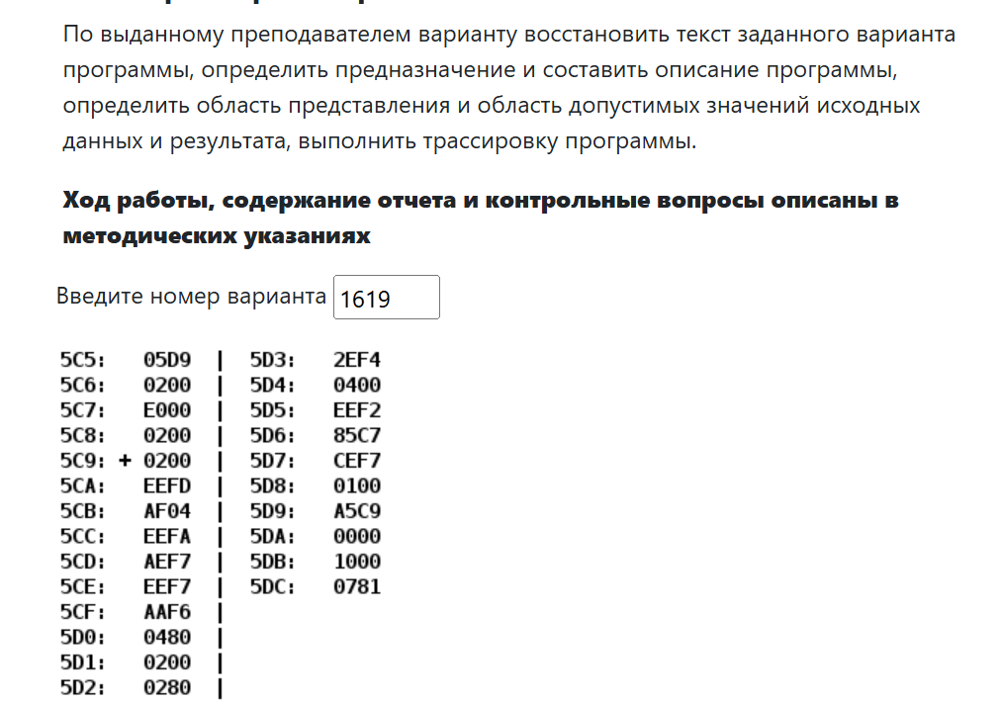 По выданному преподавателем варианту восстановить текст заданного варианта
программы, определить предназначение и составить описание программы,
определить область представления и область допустимых значений исходных
данных и результата, выполнить трассировку программы.
Ход работы, содержание отчета и контрольные вопросы описаны в
методических указаниях
Введите номер варианта 1619
5C5: 05D9 | 5D3: 2EF4
5C6: 0200 | 5D4: 0400
5C7: E000 | 5D5: EEF2
5C8: 0200 | 5D6: 85C7
5C9: + 0200 | 5D7: CEF7
5CA: EEFD | 5D8: 0100
5CB: AF04 | 5D9: A5C9
5CC: EEFA | 5DA: 0000
5CD: AEF7 | 5DB: 1000
5CE: EEF7 | 5DC: 0781
5CF: AAF6 |
5D0: 0480 |
5D1: 0200 |
5D2: 0280 |